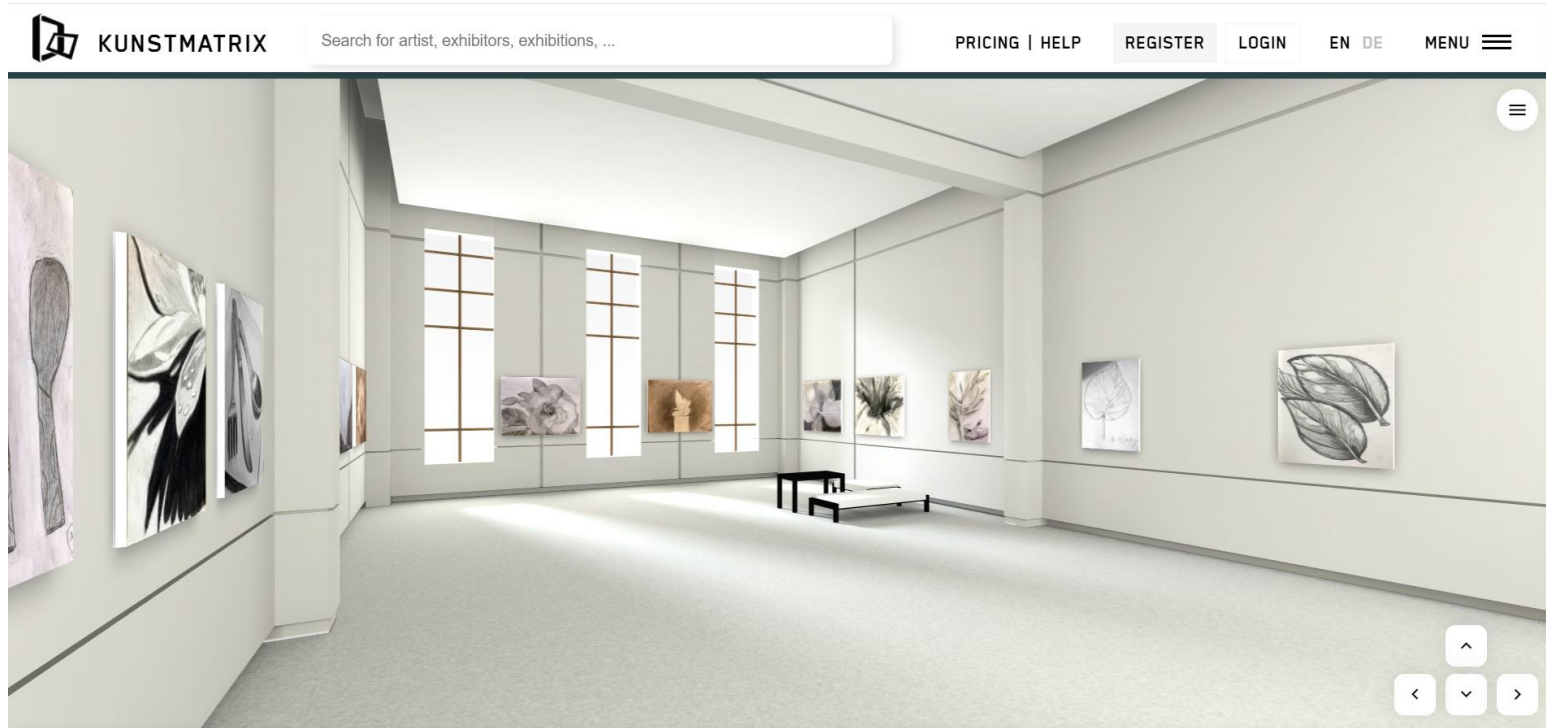 KUNSTMATRIX
Search for artist, exhibitors, exhibitions, ...
PRICING | HELP
REGISTER
LOGIN
EN DE
MENU